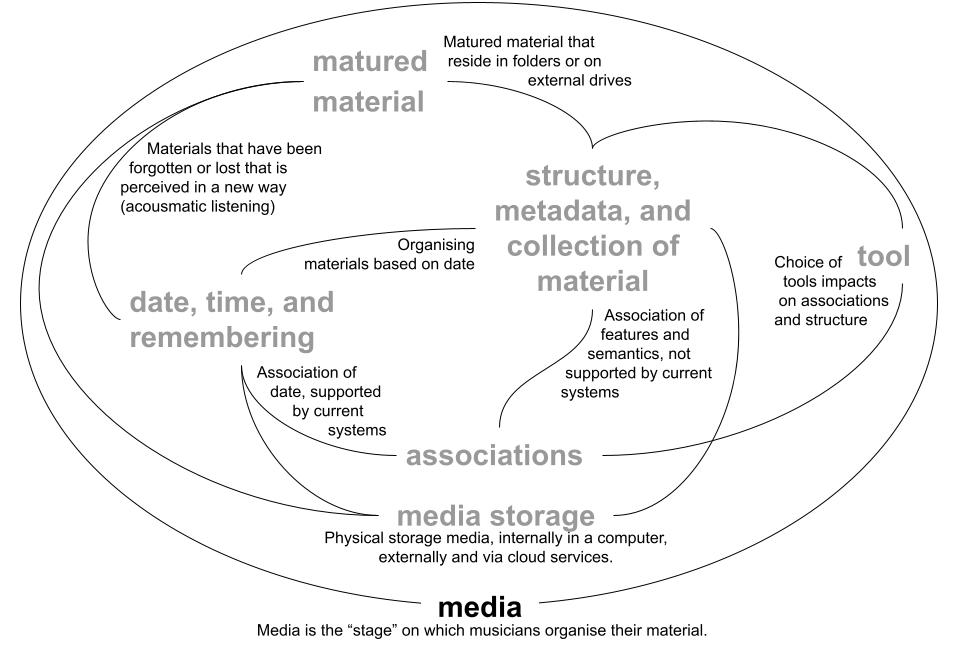 matured
material
Matured material that
reside in folders or on
external drives
Materials that have been
forgotten or lost that is
perceived in a new way
(acousmatic listening)
structure,
metadata, and
collection of
material
Organising
materials based on date
Choice of
tools impacts
on associations
and structure
tool
date, time, and
remembering
Association of
features and
semantics, not
supported by current
systems
Association of
date, supported
by current
systems
associations
media storage
Physical storage media, internally in a computer,
externally and via cloud services.
media
Media is the “stage” on which musicians organise their material.